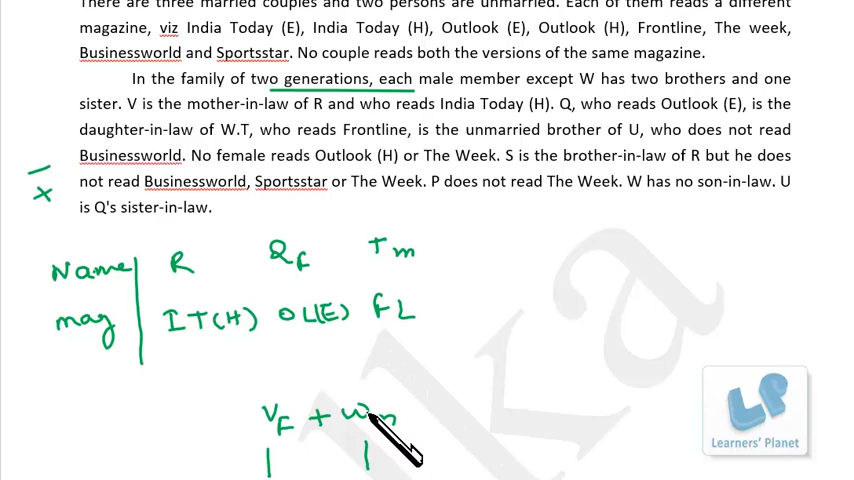 There are three married couples and two persons are unmarried. Each of them reads a different
magazine, viz India Today (E), India Today (H), Outlook (E), Outlook (H), Frontline, The week,
Businessworld and Sportsstar. No couple reads both the versions of the same magazine.
In the family of two generations, each male member except W has two brothers and one
sister. V is the mother-in-law of R and who reads India Today (H). Q, who reads Outlook (E), is the
daughter-in-law of W.T, who reads Frontline, is the unmarried brother of U, who does not read
Businessworld. No female reads Outlook (H) or The Week. S is the brother-in-law of R but he does
not read Businessworld, Sportsstar or The Week. P does not read The Week. W has no son-in-law. U
is Q's sister-in-law.
x
Name R Qf Tm
mag IT(H) OL(E) FL
VF + Wm
LP
Learners' Planet